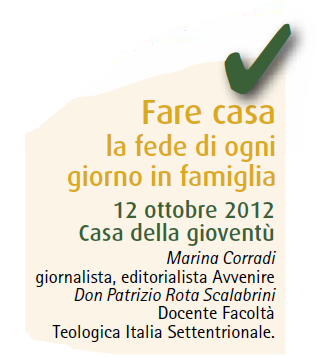 Fare casa
la fede di ogni
giorno in famiglia
12 ottobre 2012
Casa della gioventù
Marina Corradi
giornalista, editorialista Avvenire
Don Patrizio Rota Scalabrini
Docente Facoltà
Teologica Italia Settentrionale.